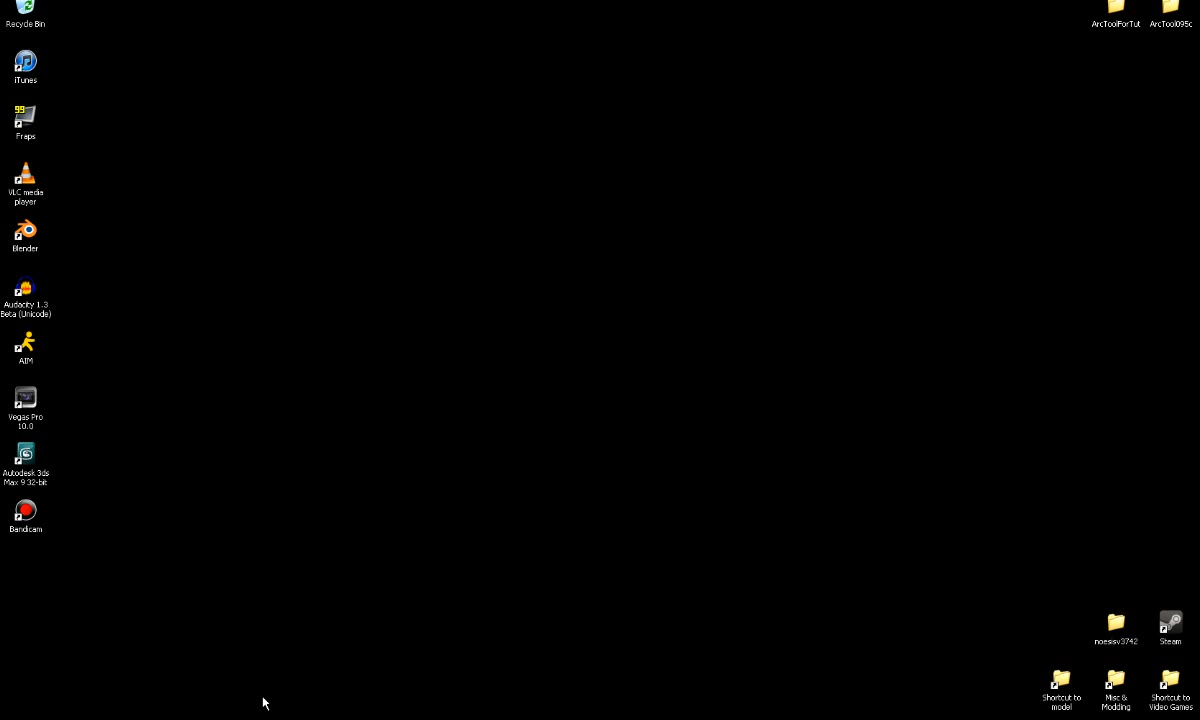 Recycle Bin
iTunes
99
Fraps
VLC media
player
Blender
Audacity 1.3
Beta (Unicode)
AIM
Vegas Pro
10.0
Autodesk 3ds
Max 9 32-bit
Bandicam
ArcToolForTut
ArcTool095c
noesisv3742
Steam
Shortcut to
model
Misc &
Modding
Shortcut to
Video Games